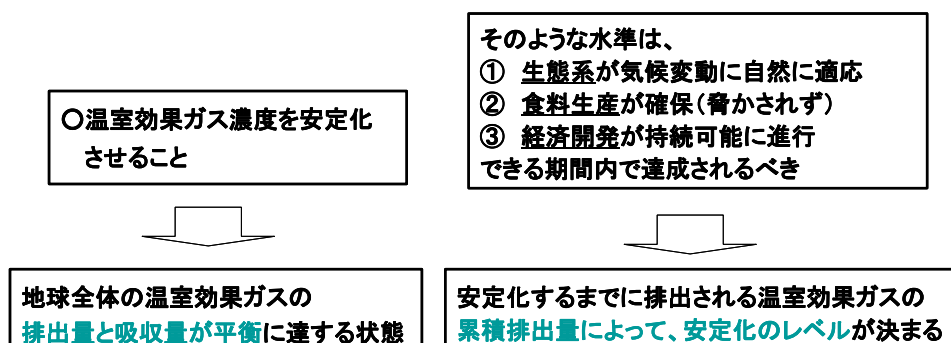 ○温室効果ガス濃度を安定化
させること
そのような水準は、
① 生態系が気候変動に自然に適応
② 食料生産が確保(脅かされず)
③ 経済開発が持続可能に進行
できる期間内で達成されるべき
地球全体の温室効果ガスの
排出量と吸収量が平衡に達する状態
安定化するまでに排出される温室効果ガスの
累積排出量によって、安定化のレベルが決まる